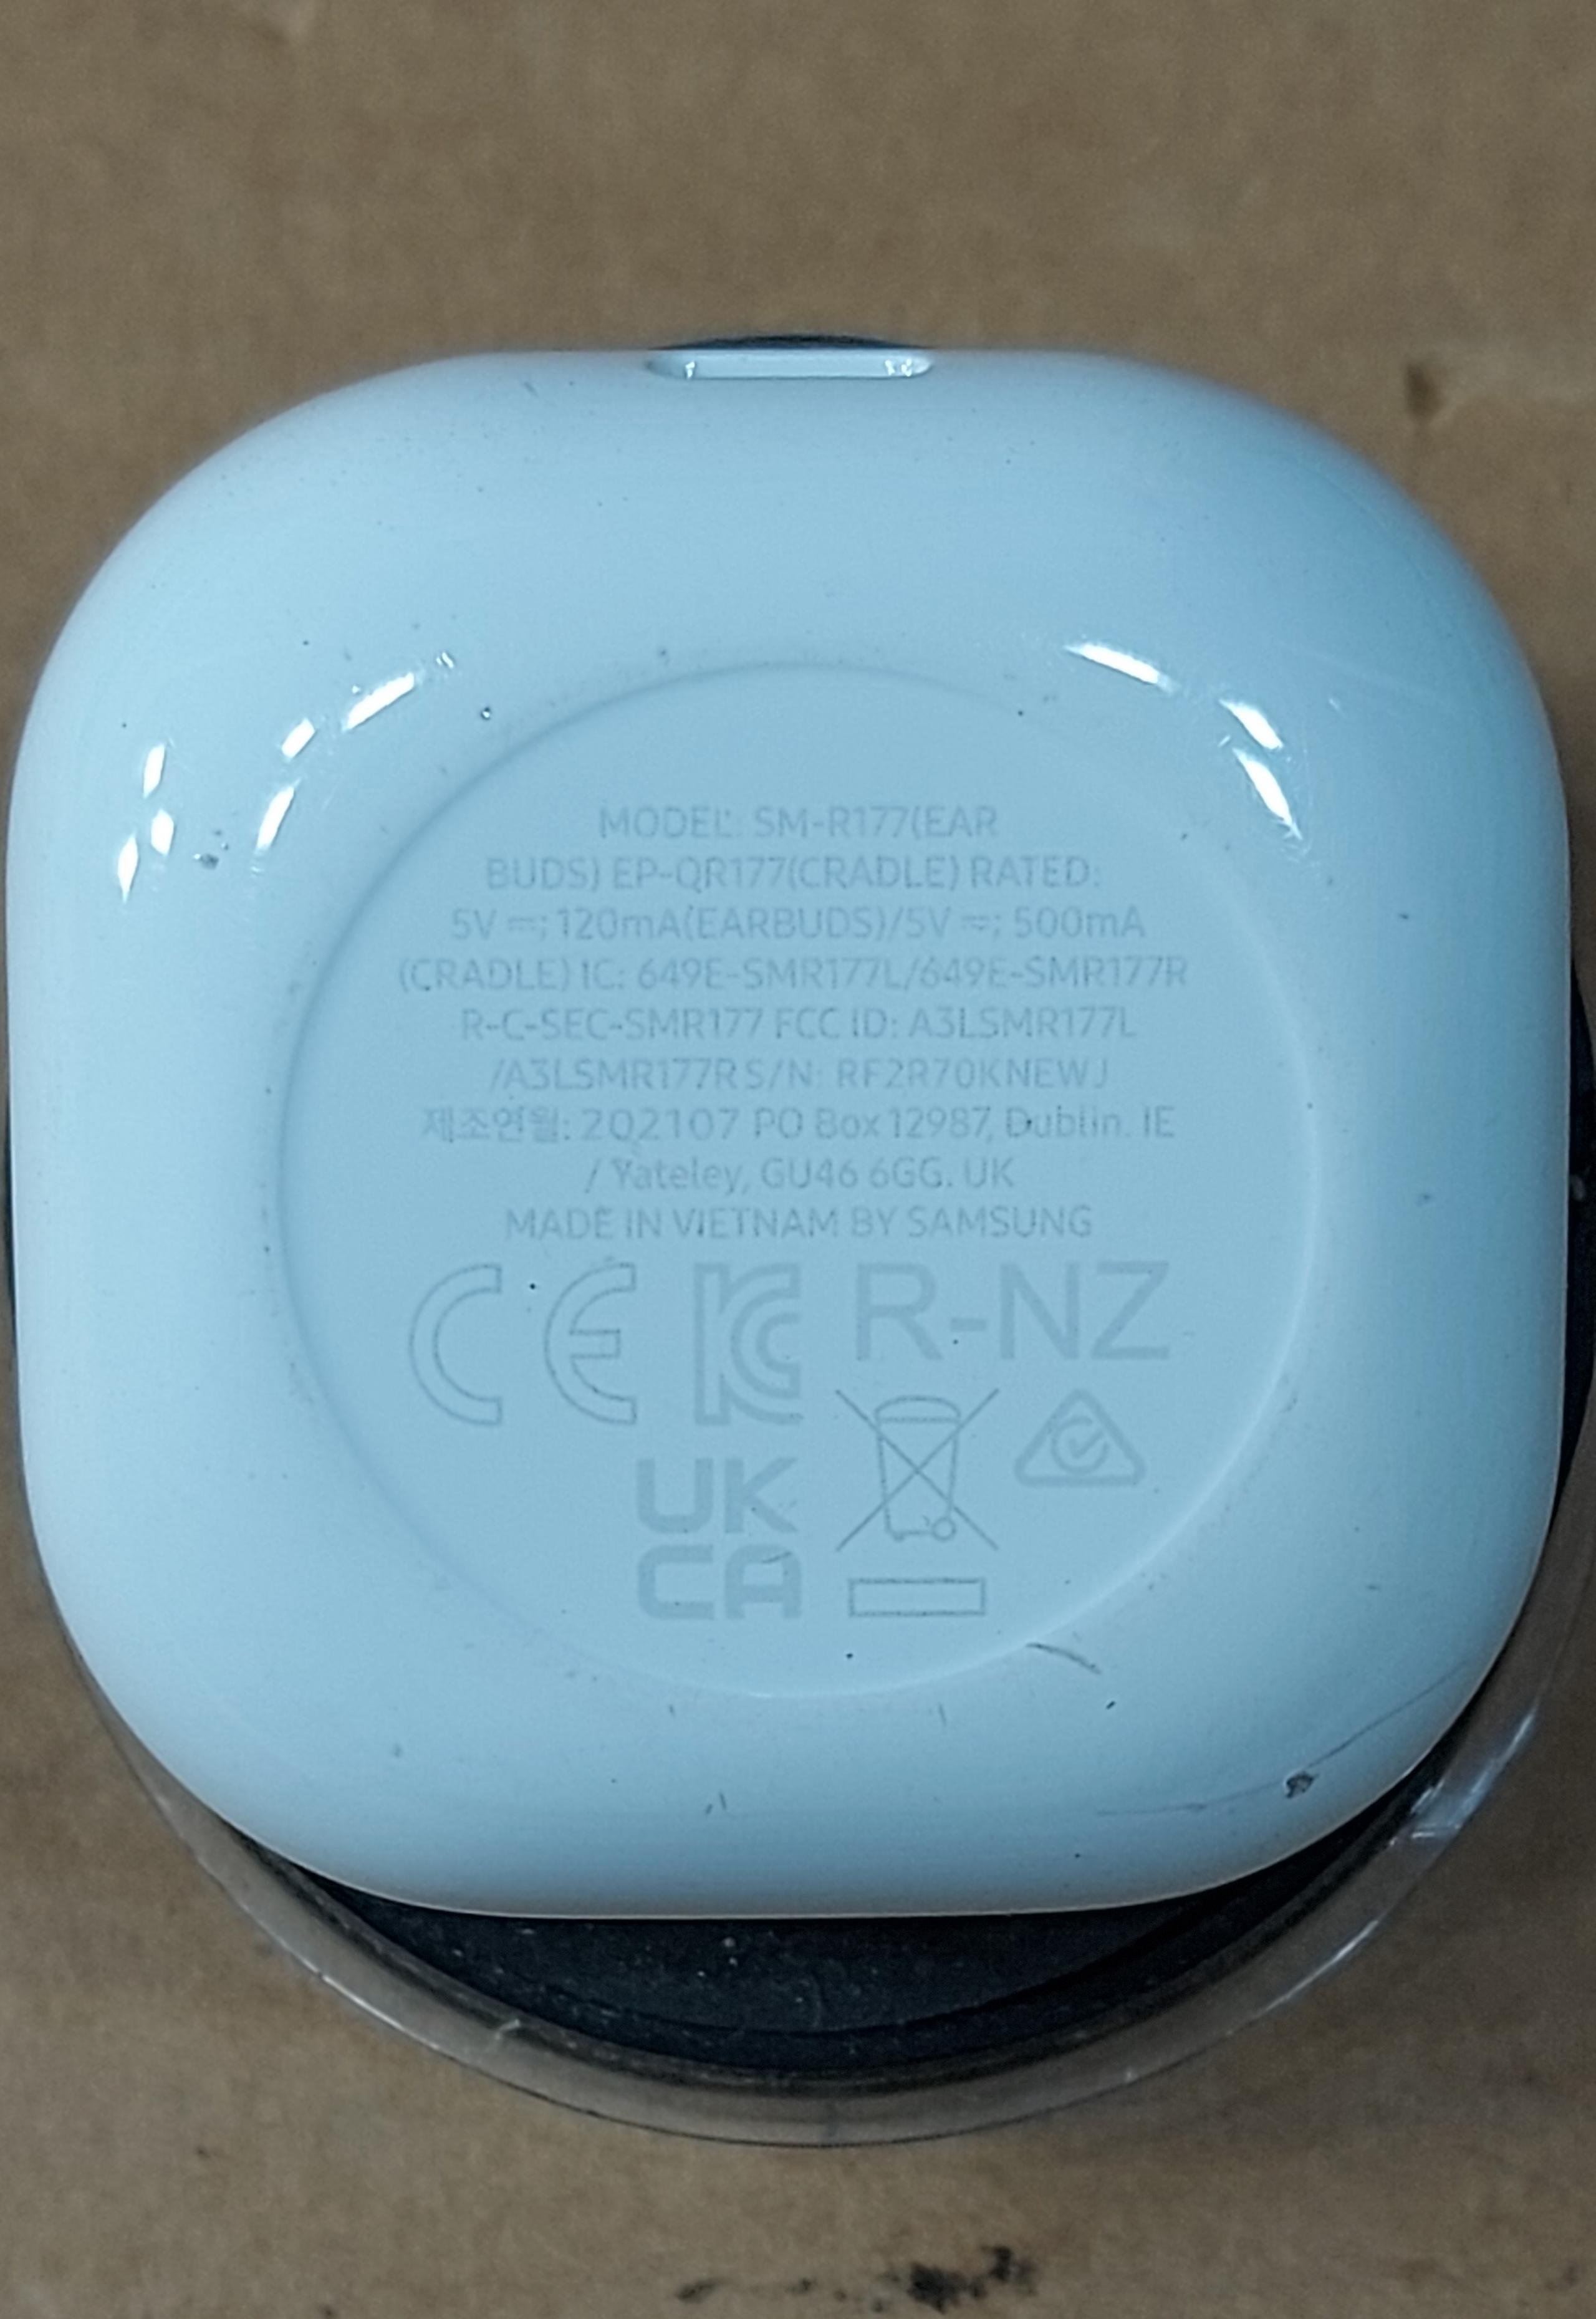 MODEL: SM-R177(EAR
BUDS) EP-QR177(CRADLE) RATED:
5V ⎓; 120mA(EARBUDS)/5V ⎓; 500mA
(CRADLE) IC: 649E-SMR177L/649E-SMR177R
R-C-SEC-SMR177 FCC ID: A3LSMR177L
/A3LSMR177R S/N: RF2R70KNEWJ
제조연월: 202107 PO Box 12987, Dublin. IE
/ Yateley, GU46 6GG. UK
MADE IN VIETNAM BY SAMSUNG
CE KC R-NZ
UK
CA